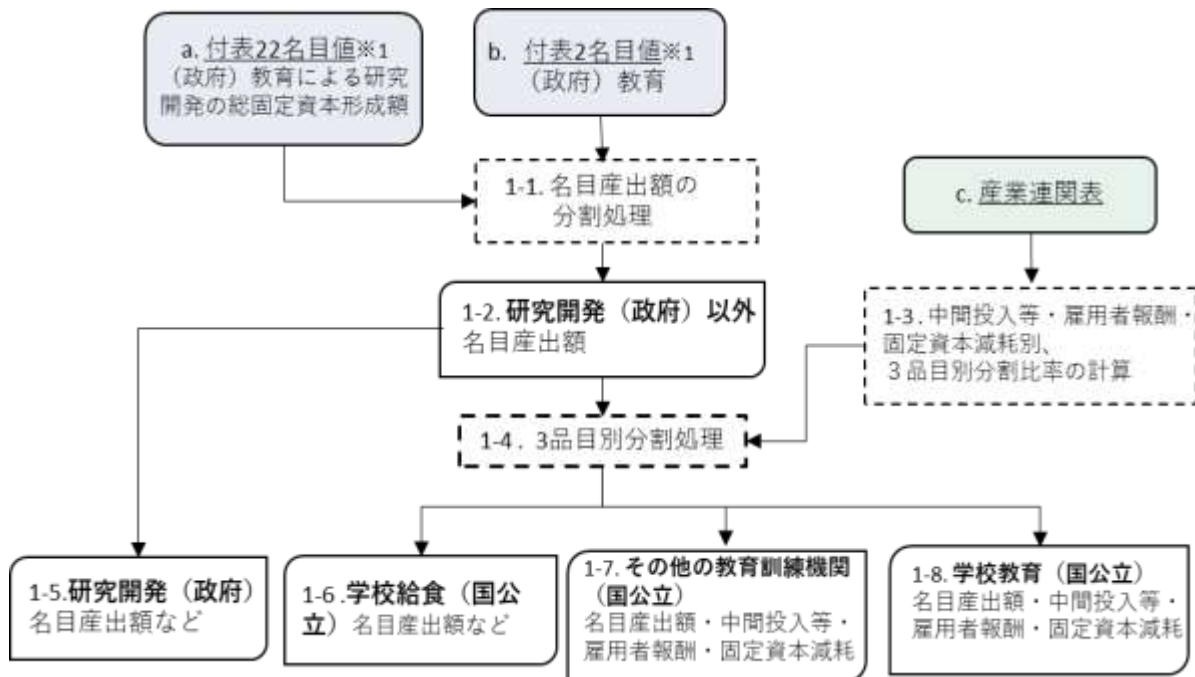 a. 付表22名目値※1
（政府）教育による研究
開発の総固定資本形成額
b. 付表2名目値※1
（政府）教育
1-1. 名目産出額の
分割処理
c. 産業連関表
1-2. 研究開発（政府）以外
名目産出額
1-3. 中間投入等・雇用者報酬・
固定資本減耗別、
３品目別分割比率の計算
1-4．3品目別分割処理
1-5.研究開発（政府）
名目産出額など
1-6 .学校給食（国公
立）名目産出額など
1-7. その他の教育訓練機関
（国公立）
名目産出額・中間投入等・
雇用者報酬・固定資本減耗
1-8. 学校教育（国公立）
名目産出額・中間投入等・
雇用者報酬・固定資本減耗